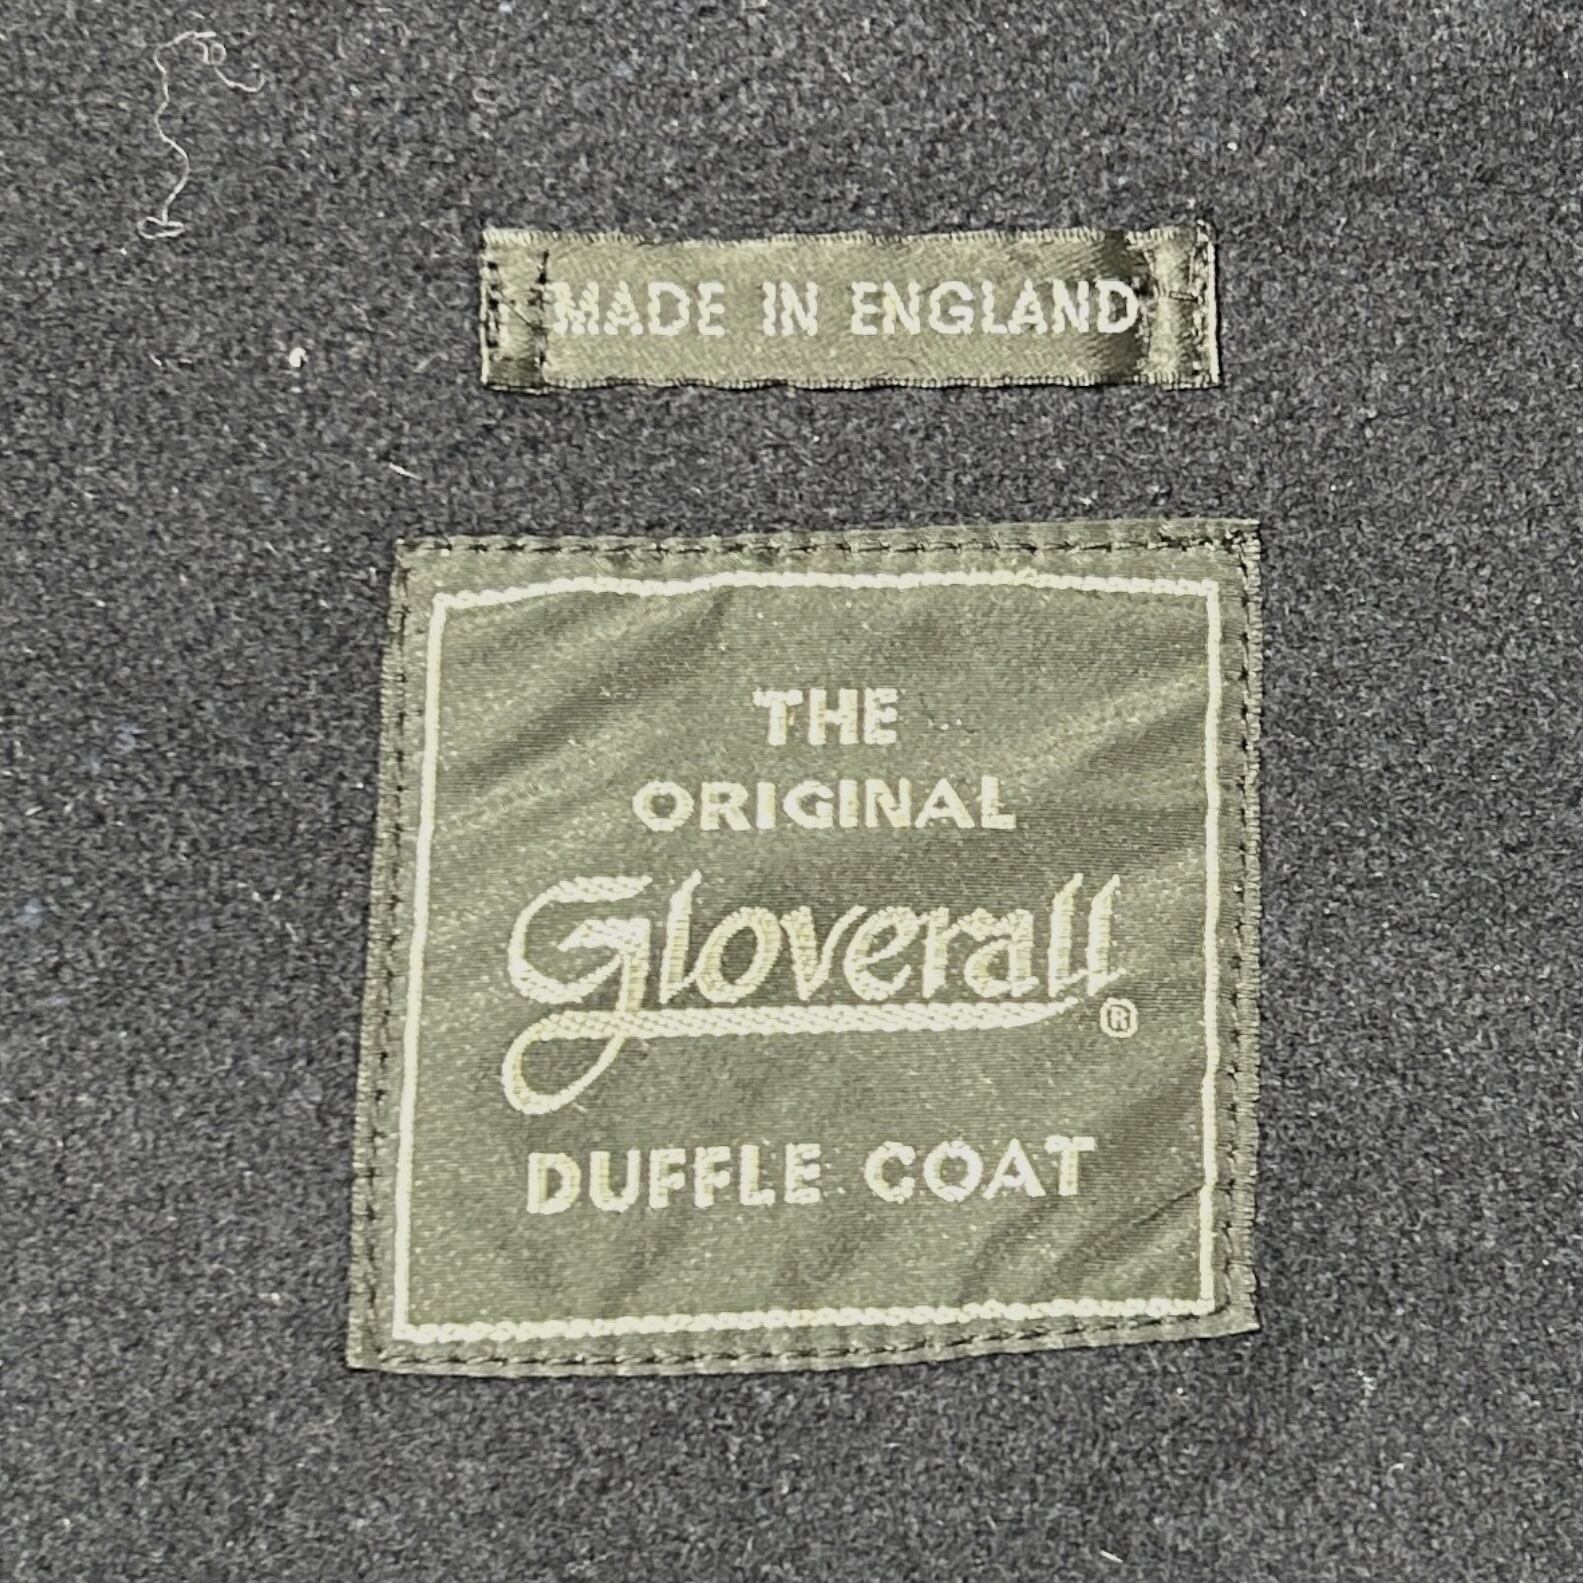 MADE IN ENGLAND
THE
ORIGINAL
Gloverall®
DUFFLE COAT